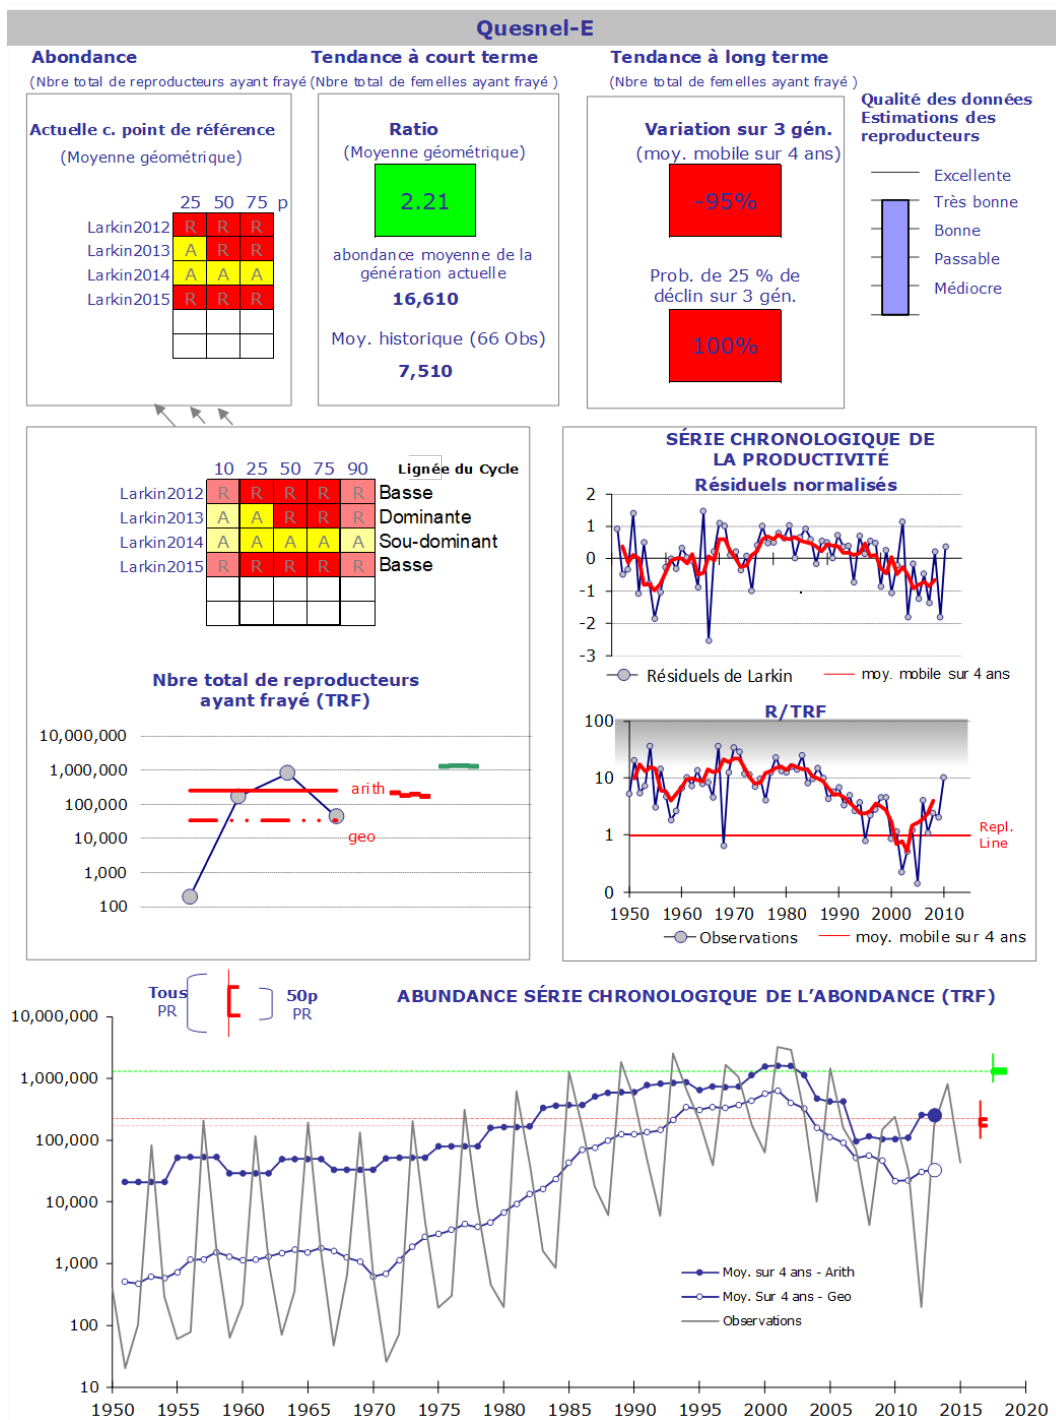 Quesnel-E
Abondance
(Nbre total de reproducteurs ayant frayé)
Actuelle c. point de référence
(Moyenne géométrique)
25 50 75 p
Larkin2012 R R R
Larkin2013 A R R
Larkin2014 A A A
Larkin2015 R R R
Tendance à court terme
(Nbre total de femelles ayant frayé )
Ratio
(Moyenne géométrique)
2.21
abondance moyenne de la
génération actuelle
16,610
Moy. historique (66 Obs)
7,510
Tendance à long terme
(Nbre total de femelles ayant frayé )
Variation sur 3 gén.
(moy. mobile sur 4 ans)
-95%
Prob. de 25 % de
déclin sur 3 gén.
100%
Qualité des données
Estimations des
reproducteurs
Excellente
Très bonne
Bonne
Passable
Médiocre
10 25 50 75 90 Lignée du Cycle
Larkin2012 R R R R R Basse
Larkin2013 A A R R R Dominante
Larkin2014 A A A A A Sou-dominant
Larkin2015 R R R R R Basse
Nbre total de reproducteurs
ayant frayé (TRF)
10,000,000
1,000,000
100,000
10,000
1,000
100
arith
geo
SÉRIE CHRONOLOGIQUE DE
LA PRODUCTIVITÉ
Résiduels normalisés
2
1
0
-1
-2
-3
Résiduels de Larkin
moy. mobile sur 4 ans
R/TRF
100
10
1
0
Repl.
Line
1950 1960 1970 1980 1990 2000 2010
Observations
moy. mobile sur 4 ans
Tous
PR
50p
PR
ABUNDANCE SÉRIE CHRONOLOGIQUE DE L'ABONDANCE (TRF)
10,000,000
1,000,000
100,000
10,000
1,000
100
10
Moy. sur 4 ans - Arith
Moy. Sur 4 ans - Geo
Observations
1950 1955 1960 1965 1970 1975 1980 1985 1990 1995 2000 2005 2010 2015 2020